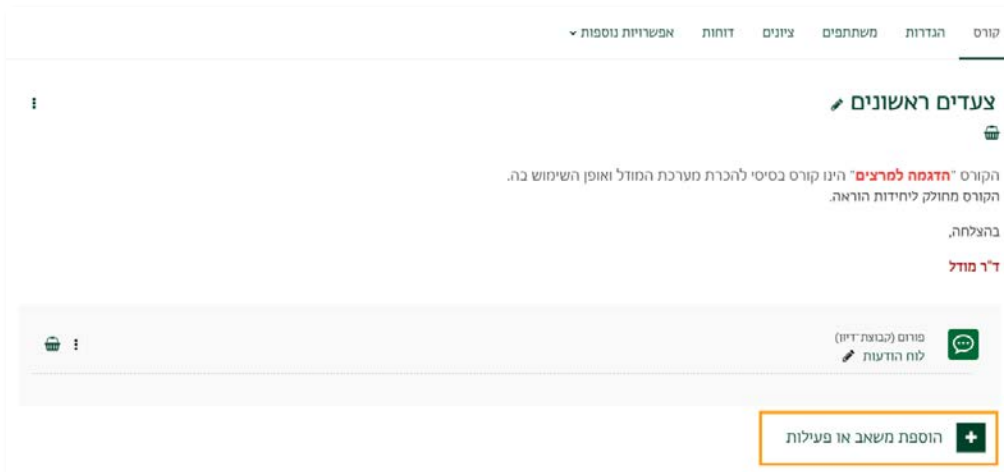 קורס הגדרות משתתפים ציונים דוחות אפשרויות נוספות
צעדים ראשונים
הקורס "הדגמה למרצים" הינו קורס בסיסי להכרת מערכת המודל ואופן השימוש בה.
הקורס מחולק ליחידות הוראה.
בהצלחה,
ד"ר מודל
פורום (קבוצת־דיון)
לוח הודעות
הוספת משאב או פעילות